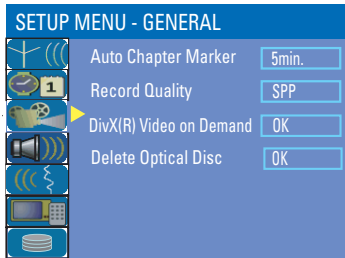 SETUP MENU - GENERAL
Auto Chapter Marker 5min.
1
Record Quality SPP
DivX(R) Video on Demand OK
Delete Optical Disc OK